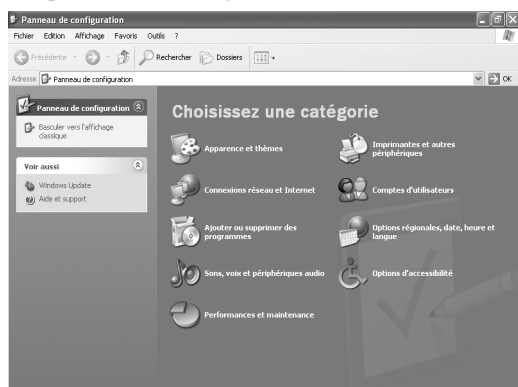 Panneau de configuration
Fichier Edition Affichage Favoris Outils ?
Précédente Rechercher Dossiers
Adresse Panneau de configuration OK
Panneau de configuration
Basculer vers l'affichage
classique
Voir aussi
Windows Update
Aide et support
Choisissez une catégorie
Apparence et thèmes
Imprimantes et autres
périphériques
Connexions réseau et Internet
Comptes d'utilisateurs
Ajouter ou supprimer des
programmes
Options régionales, date, heure et
langue
Sons, voix et périphériques audio
Options d'accessibilité
Performances et maintenance